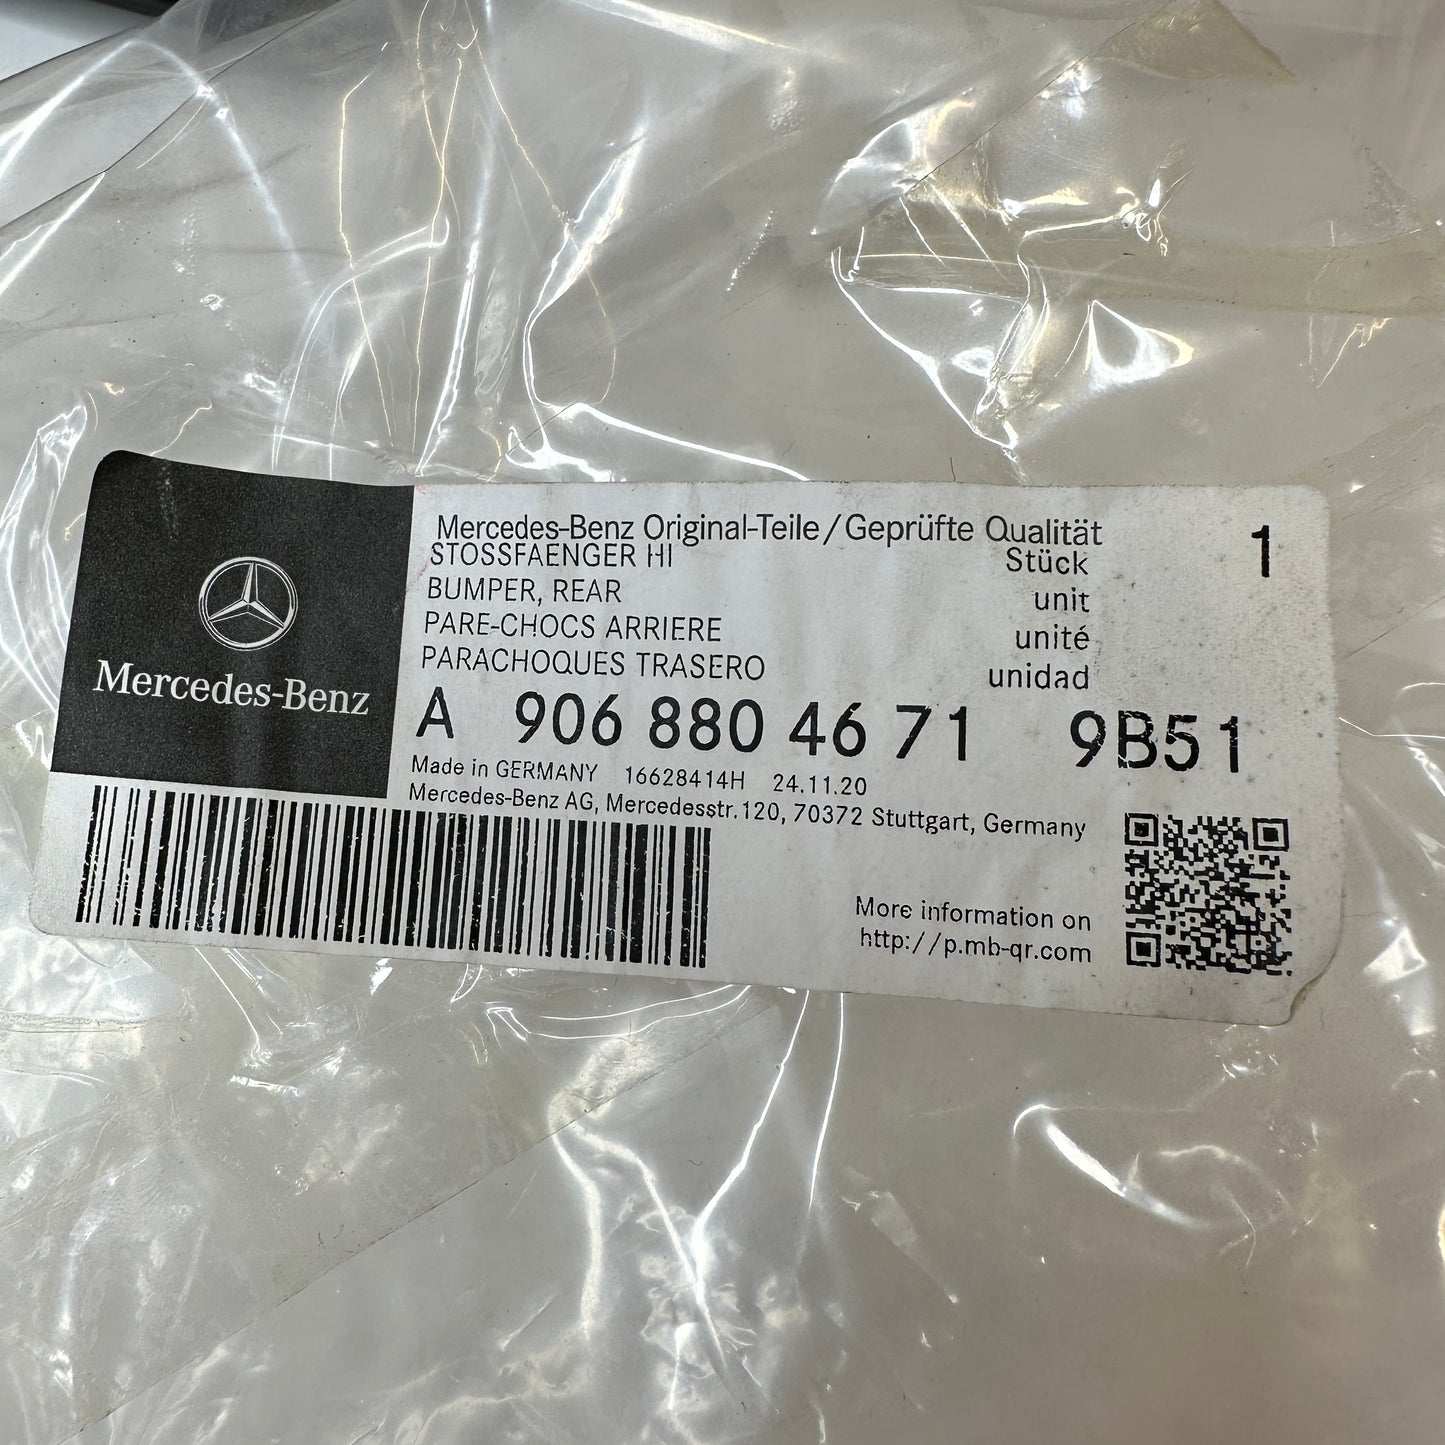 Mercedes-Benz
Mercedes-Benz Original-Teile/Geprüfte Qualität
STOSSFAENGER HI Stück 1
BUMPER, REAR unit
PARE-CHOCS ARRIERE unité
PARACHOQUES TRASERO unidad
A 906 880 46 71 9B51
Made in GERMANY 16628414H 24.11.20
Mercedes-Benz AG, Mercedesstr.120, 70372 Stuttgart, Germany
More information on
http://p.mb-qr.com